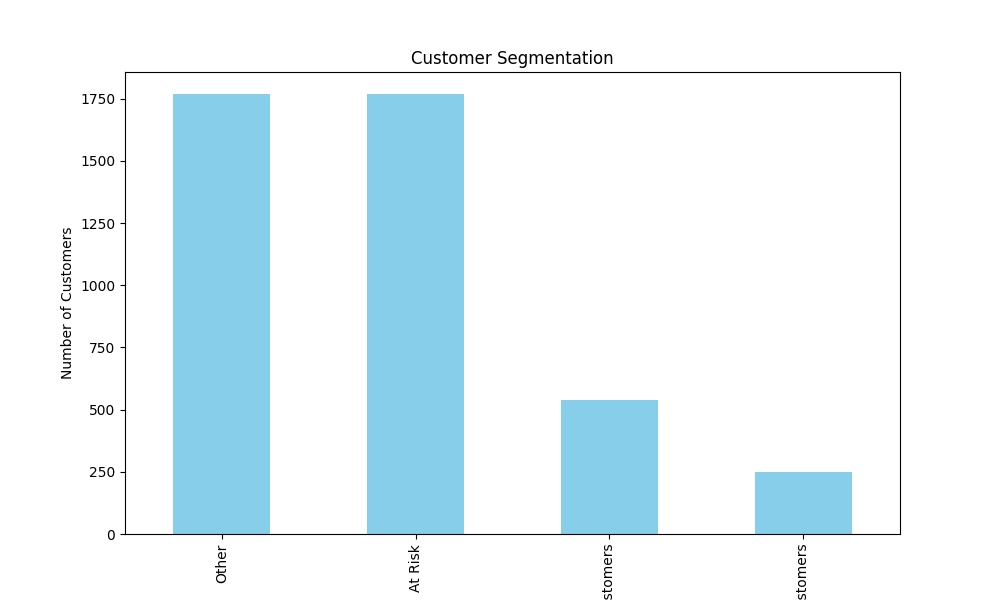 Customer Segmentation
Number of Customers
1750
1500
1250
1000
750
500
250
0
Other
At Risk
stomers
stomers